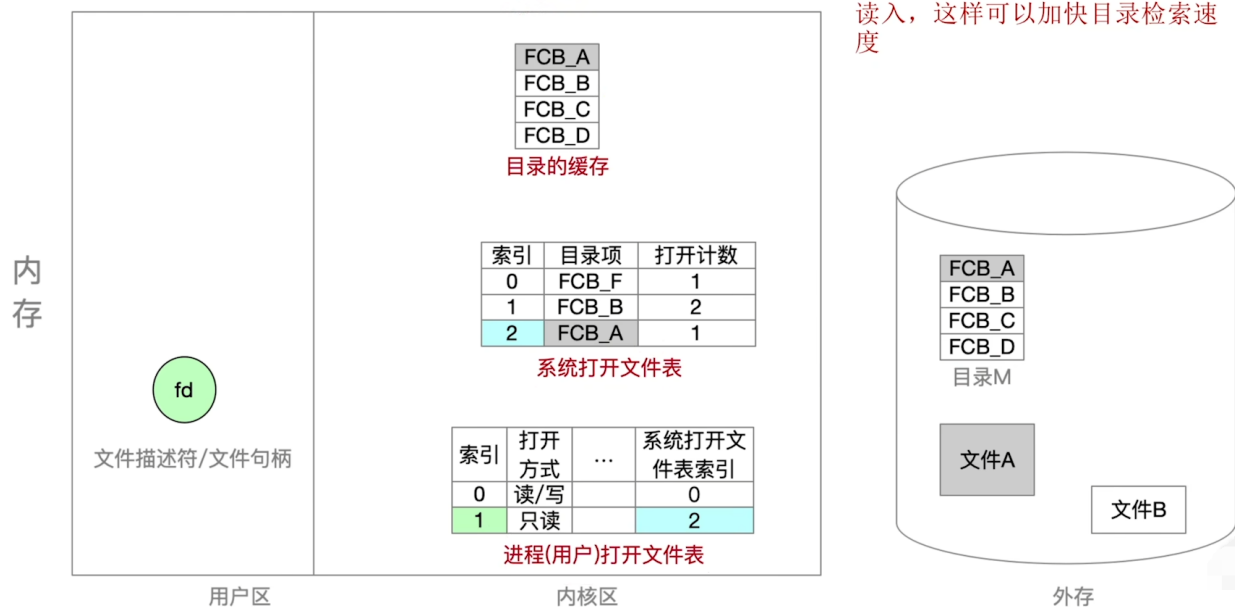 读入，这样可以加快目录检索速
度
FCB_A
FCB_B
FCB_C
FCB_D
目录的缓存
索引 目录项 打开计数
0 FCB_F 1
1 FCB_B 2
2 FCB_A 1
系统打开文件表
内
存
fd
文件描述符/文件句柄
索引 打开方式 … 系统打开文件表索引
0 读/写 0
1 只读 2
进程(用户)打开文件表
用户区
内核区
FCB_A
FCB_B
FCB_C
FCB_D
目录M
文件A
文件B
外存